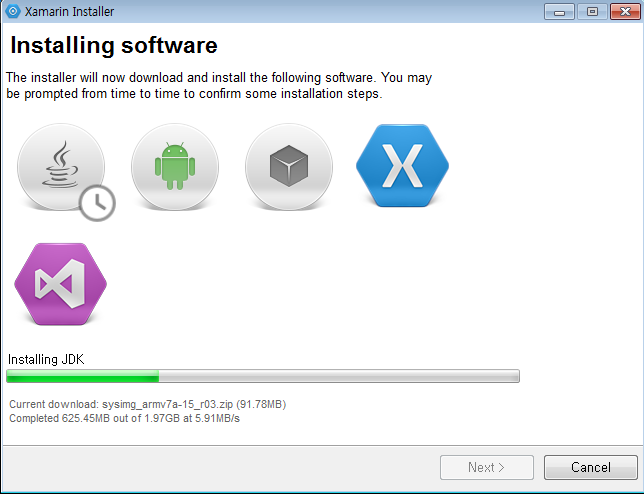 Xamarin Installer
Installing software
The installer will now download and install the following software. You may
be prompted from time to time to confirm some installation steps.
Installing JDK
Current download: sysimg_armv7a-15_r03.zip (91.78MB)
Completed 625.45MB out of 1.97GB at 5.91MB/s
Next >
Cancel